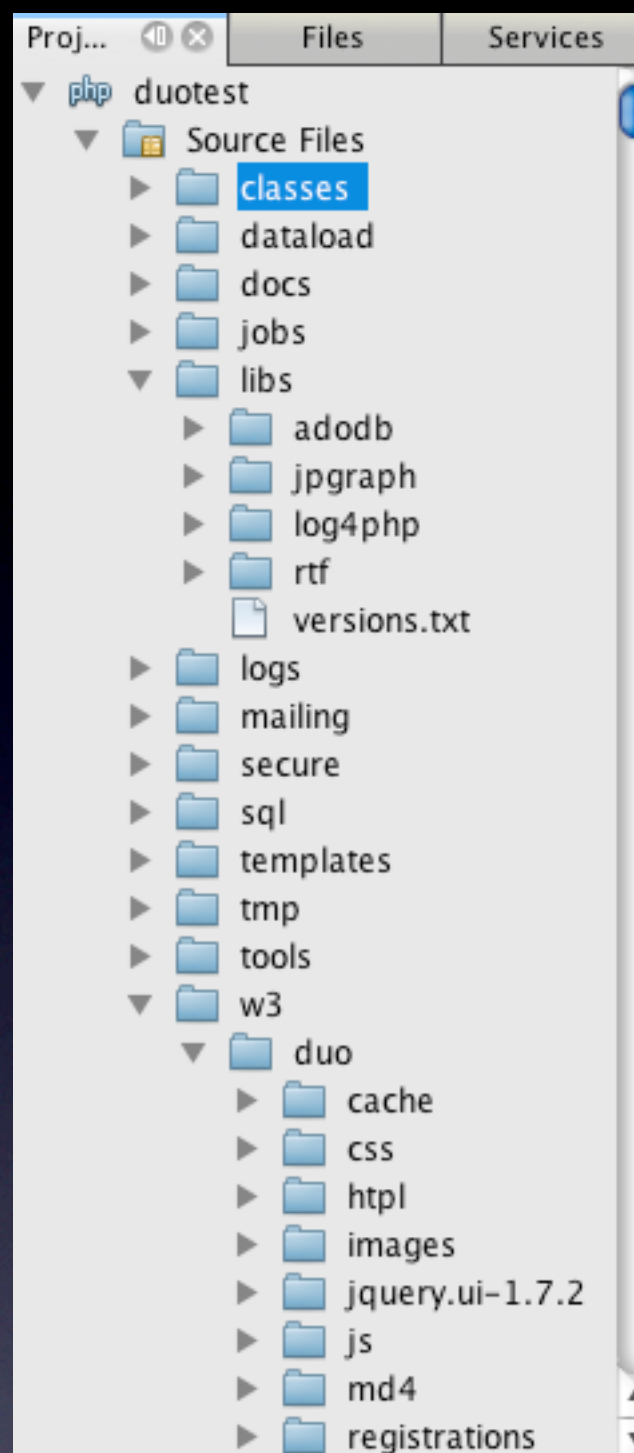 Proj... Files Services
php duotest
Source Files
classes
dataload
docs
jobs
libs
adodb
jpgraph
log4php
rtf
versions.txt
logs
mailing
secure
sql
templates
tmp
tools
w3
duo
cache
css
htpl
images
jquery.ui-1.7.2
js
md4
registrations